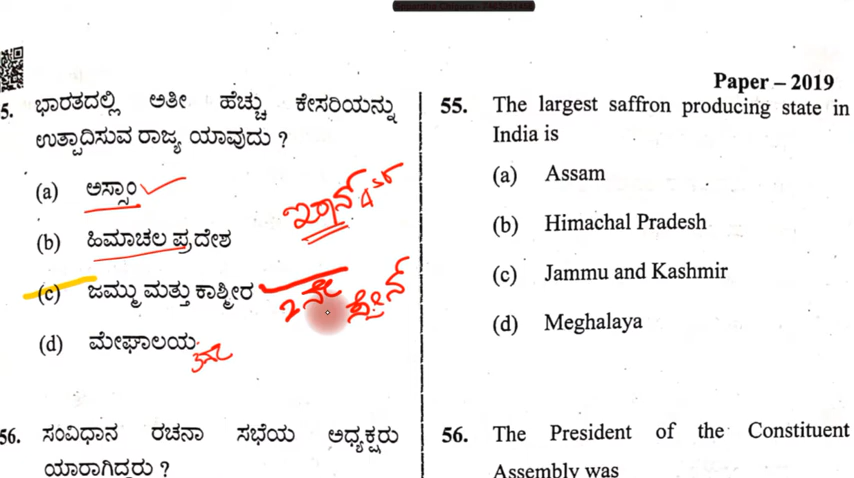 Paper – 2019
5. ಭಾರತದಲ್ಲಿ ಅತೀ ಹೆಚ್ಚು ಕೇಸರಿಯನ್ನು
ಉತ್ಪಾದಿಸುವ ರಾಜ್ಯ ಯಾವುದು ?
(a) ಅಸ್ಸಾಂ
(b) ಹಿಮಾಚಲ ಪ್ರದೇಶ
(c) ಜಮ್ಮು ಮತ್ತು ಕಾಶ್ಮೀರ
2 ನೇ
(d) ಮೇಘಾಲಯ
56. ಸಂವಿಧಾನ ರಚನಾ ಸಭೆಯ ಅಧ್ಯಕ್ಷರು
ಯಾರಾಗಿದ್ದರು ?
55. The largest saffron producing state in
India is
(a) Assam
(b) Himachal Pradesh
(c) Jammu and Kashmir
(d) Meghalaya
56. The President of the Constituent
Assembly was